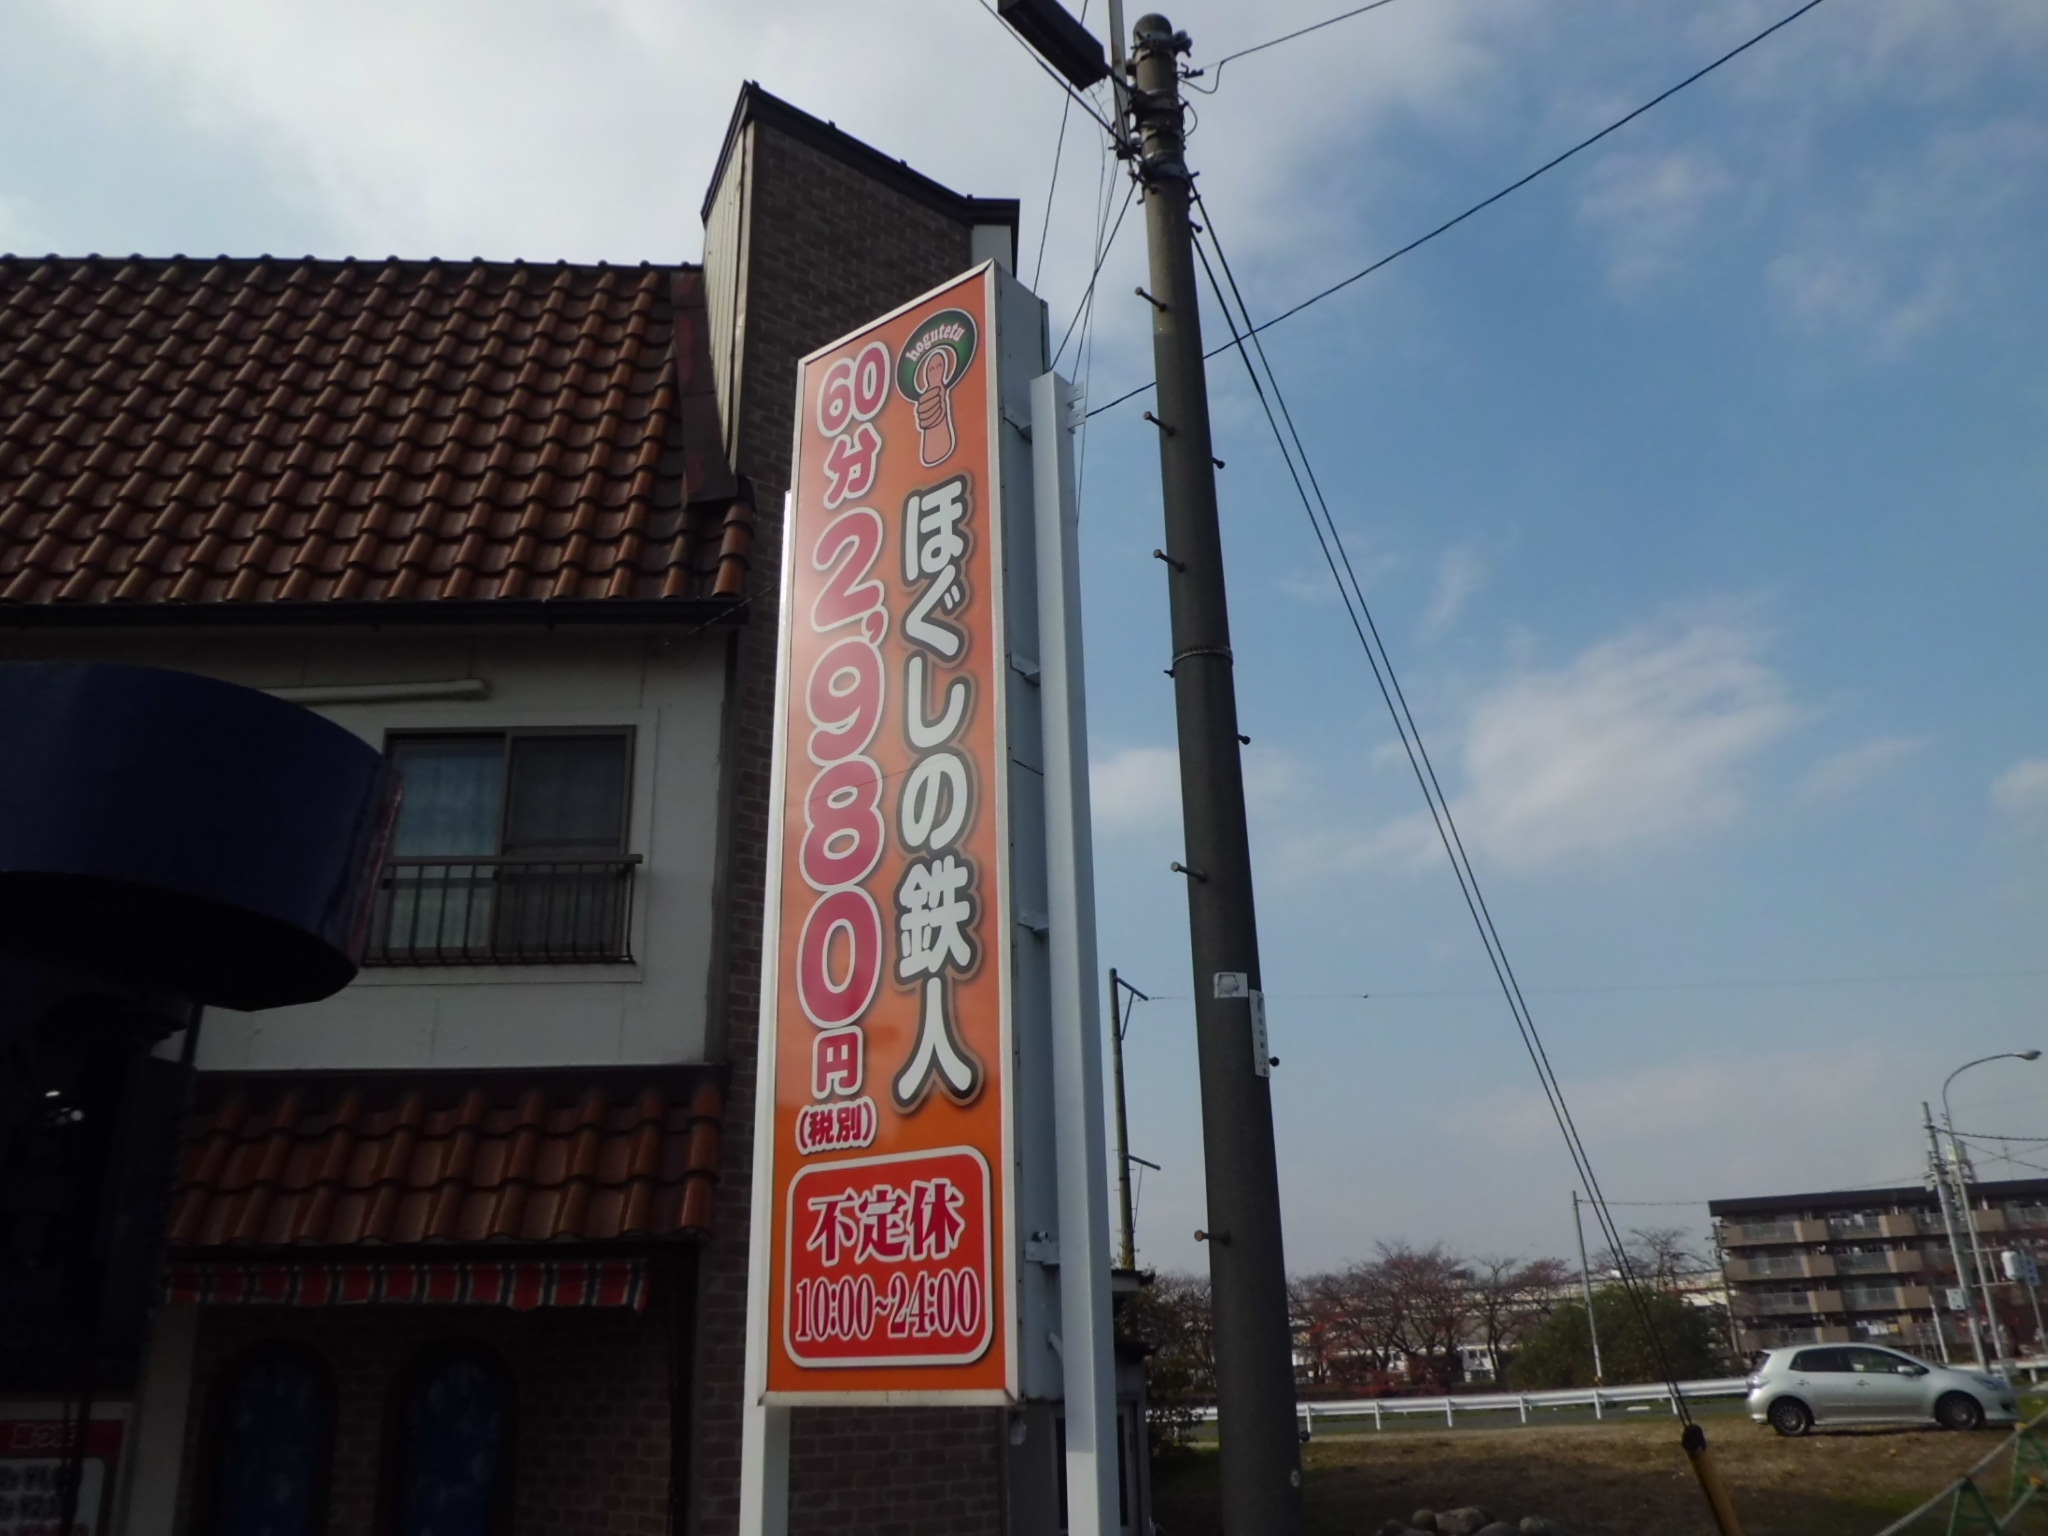 hogutetu
ほぐしの鉄人
60分2,980円
(税別)
不定休
10:00~24:00